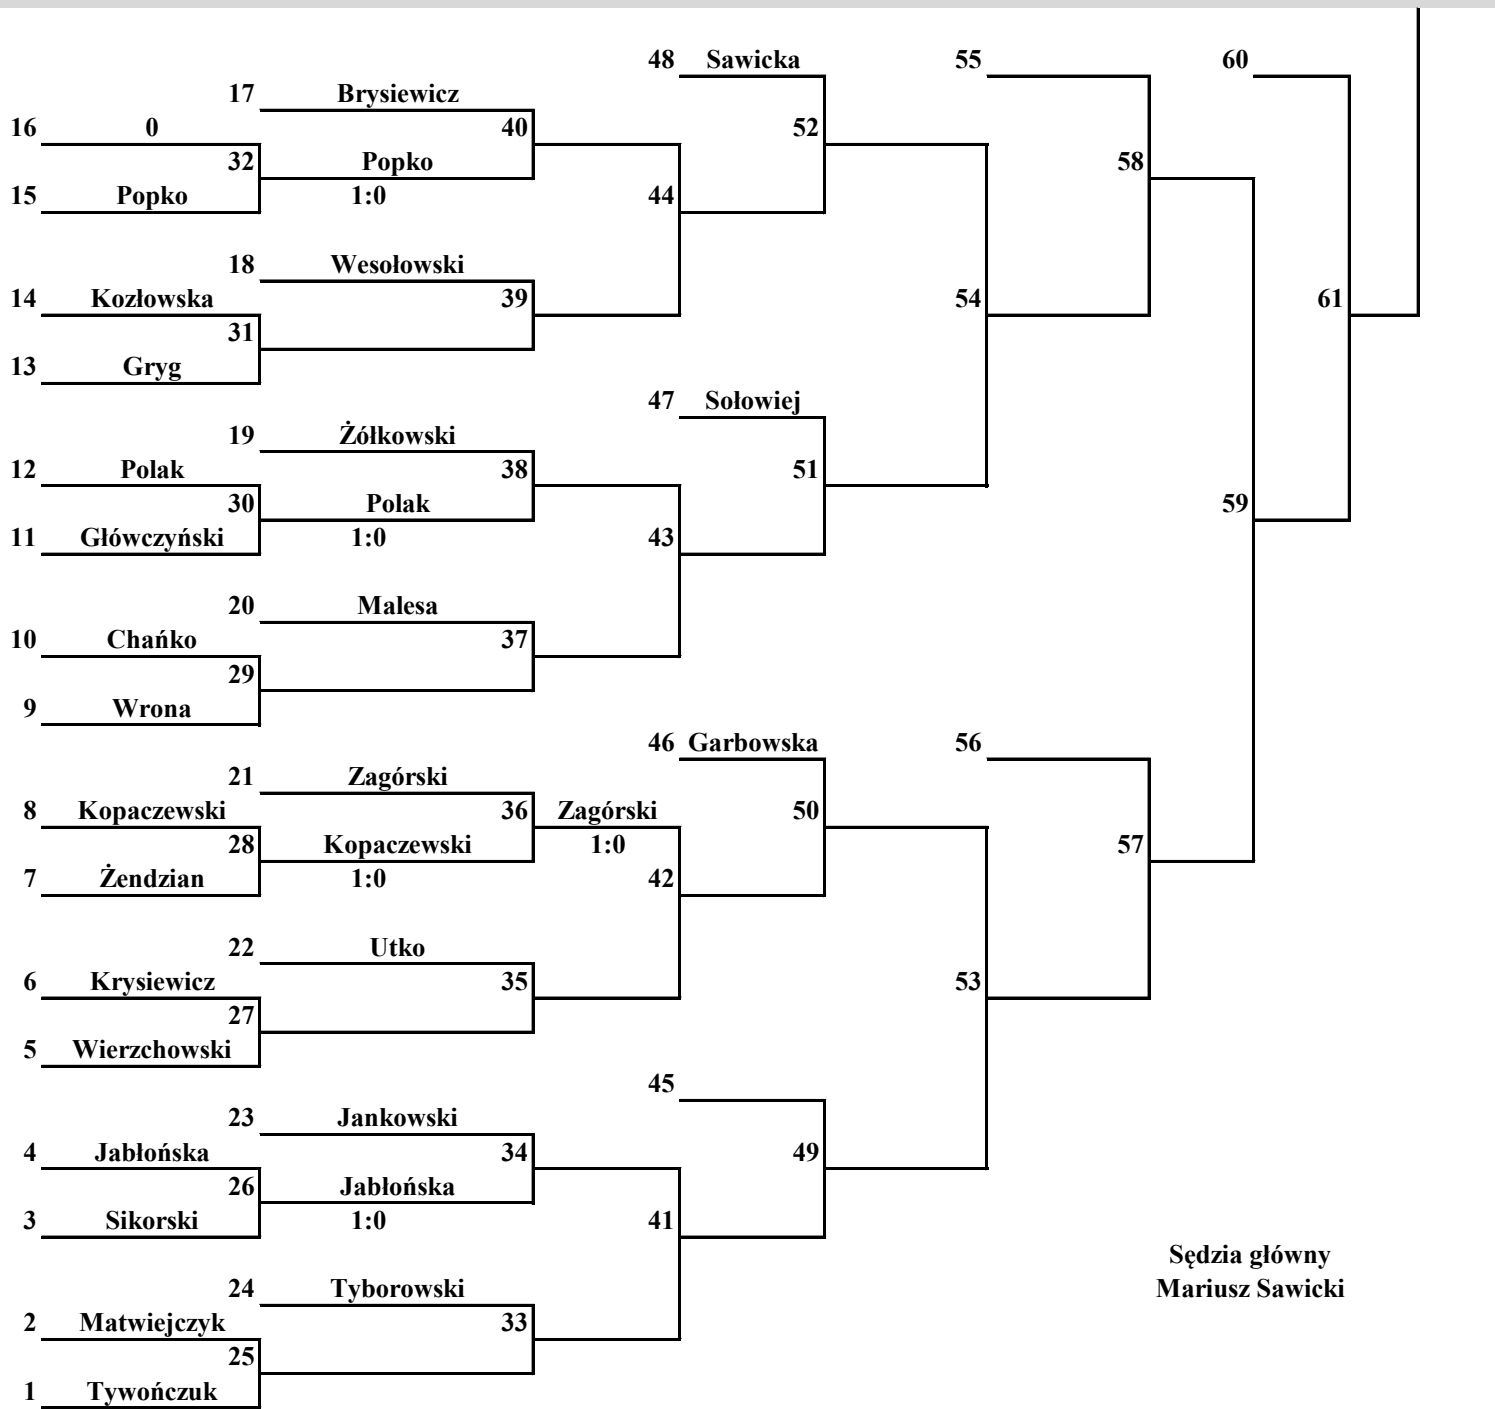 48 Sawicka 55 60
17 Brysiewicz
16 0 40 52
32 Popko 58
15 Popko 1:0 44
18 Wesołowski
14 Kozłowska 39 54 61
31
13 Gryg
47 Sołowiej
19 Żółkowski
12 Polak 38 51
30 Polak 59
11 Główczyński 1:0 43
20 Malesa
10 Chańko 37
29
9 Wrona
46 Garbowska 56
21 Zagórski
8 Kopaczewski 36 Zagórski 50
28 Kopaczewski 1:0 57
7 Żendzian 1:0 42
22 Utko
6 Krysiewicz 35 53
27
5 Wierzchowski
45
23 Jankowski
4 Jabłońska 34 49
26 Jabłońska
3 Sikorski 1:0 41
Sędzia główny
24 Tyborowski Mariusz Sawicki
2 Matwiejczyk 33
25
1 Tywończuk